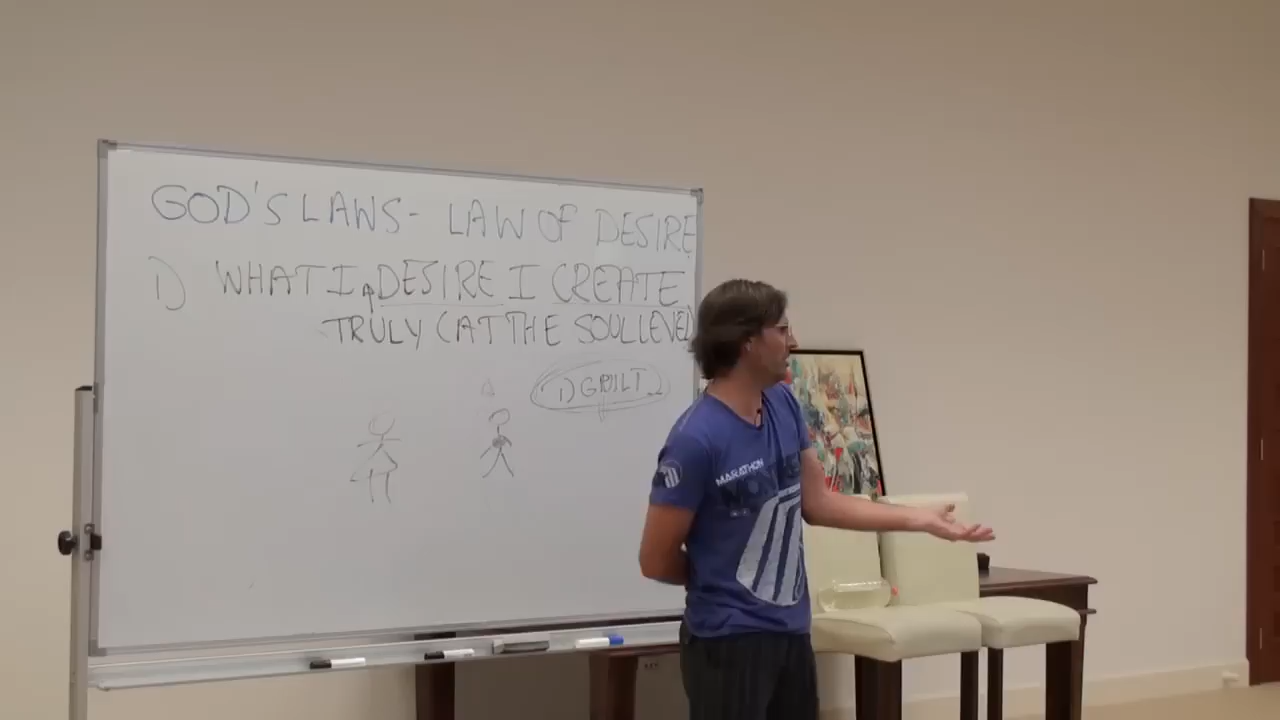 GOD'S LAWS - LAW OF DESIRE
1) WHAT I DESIRE I CREATE
TRULY (AT THE SOUL LEVEL
1) GUILT
MARATHON